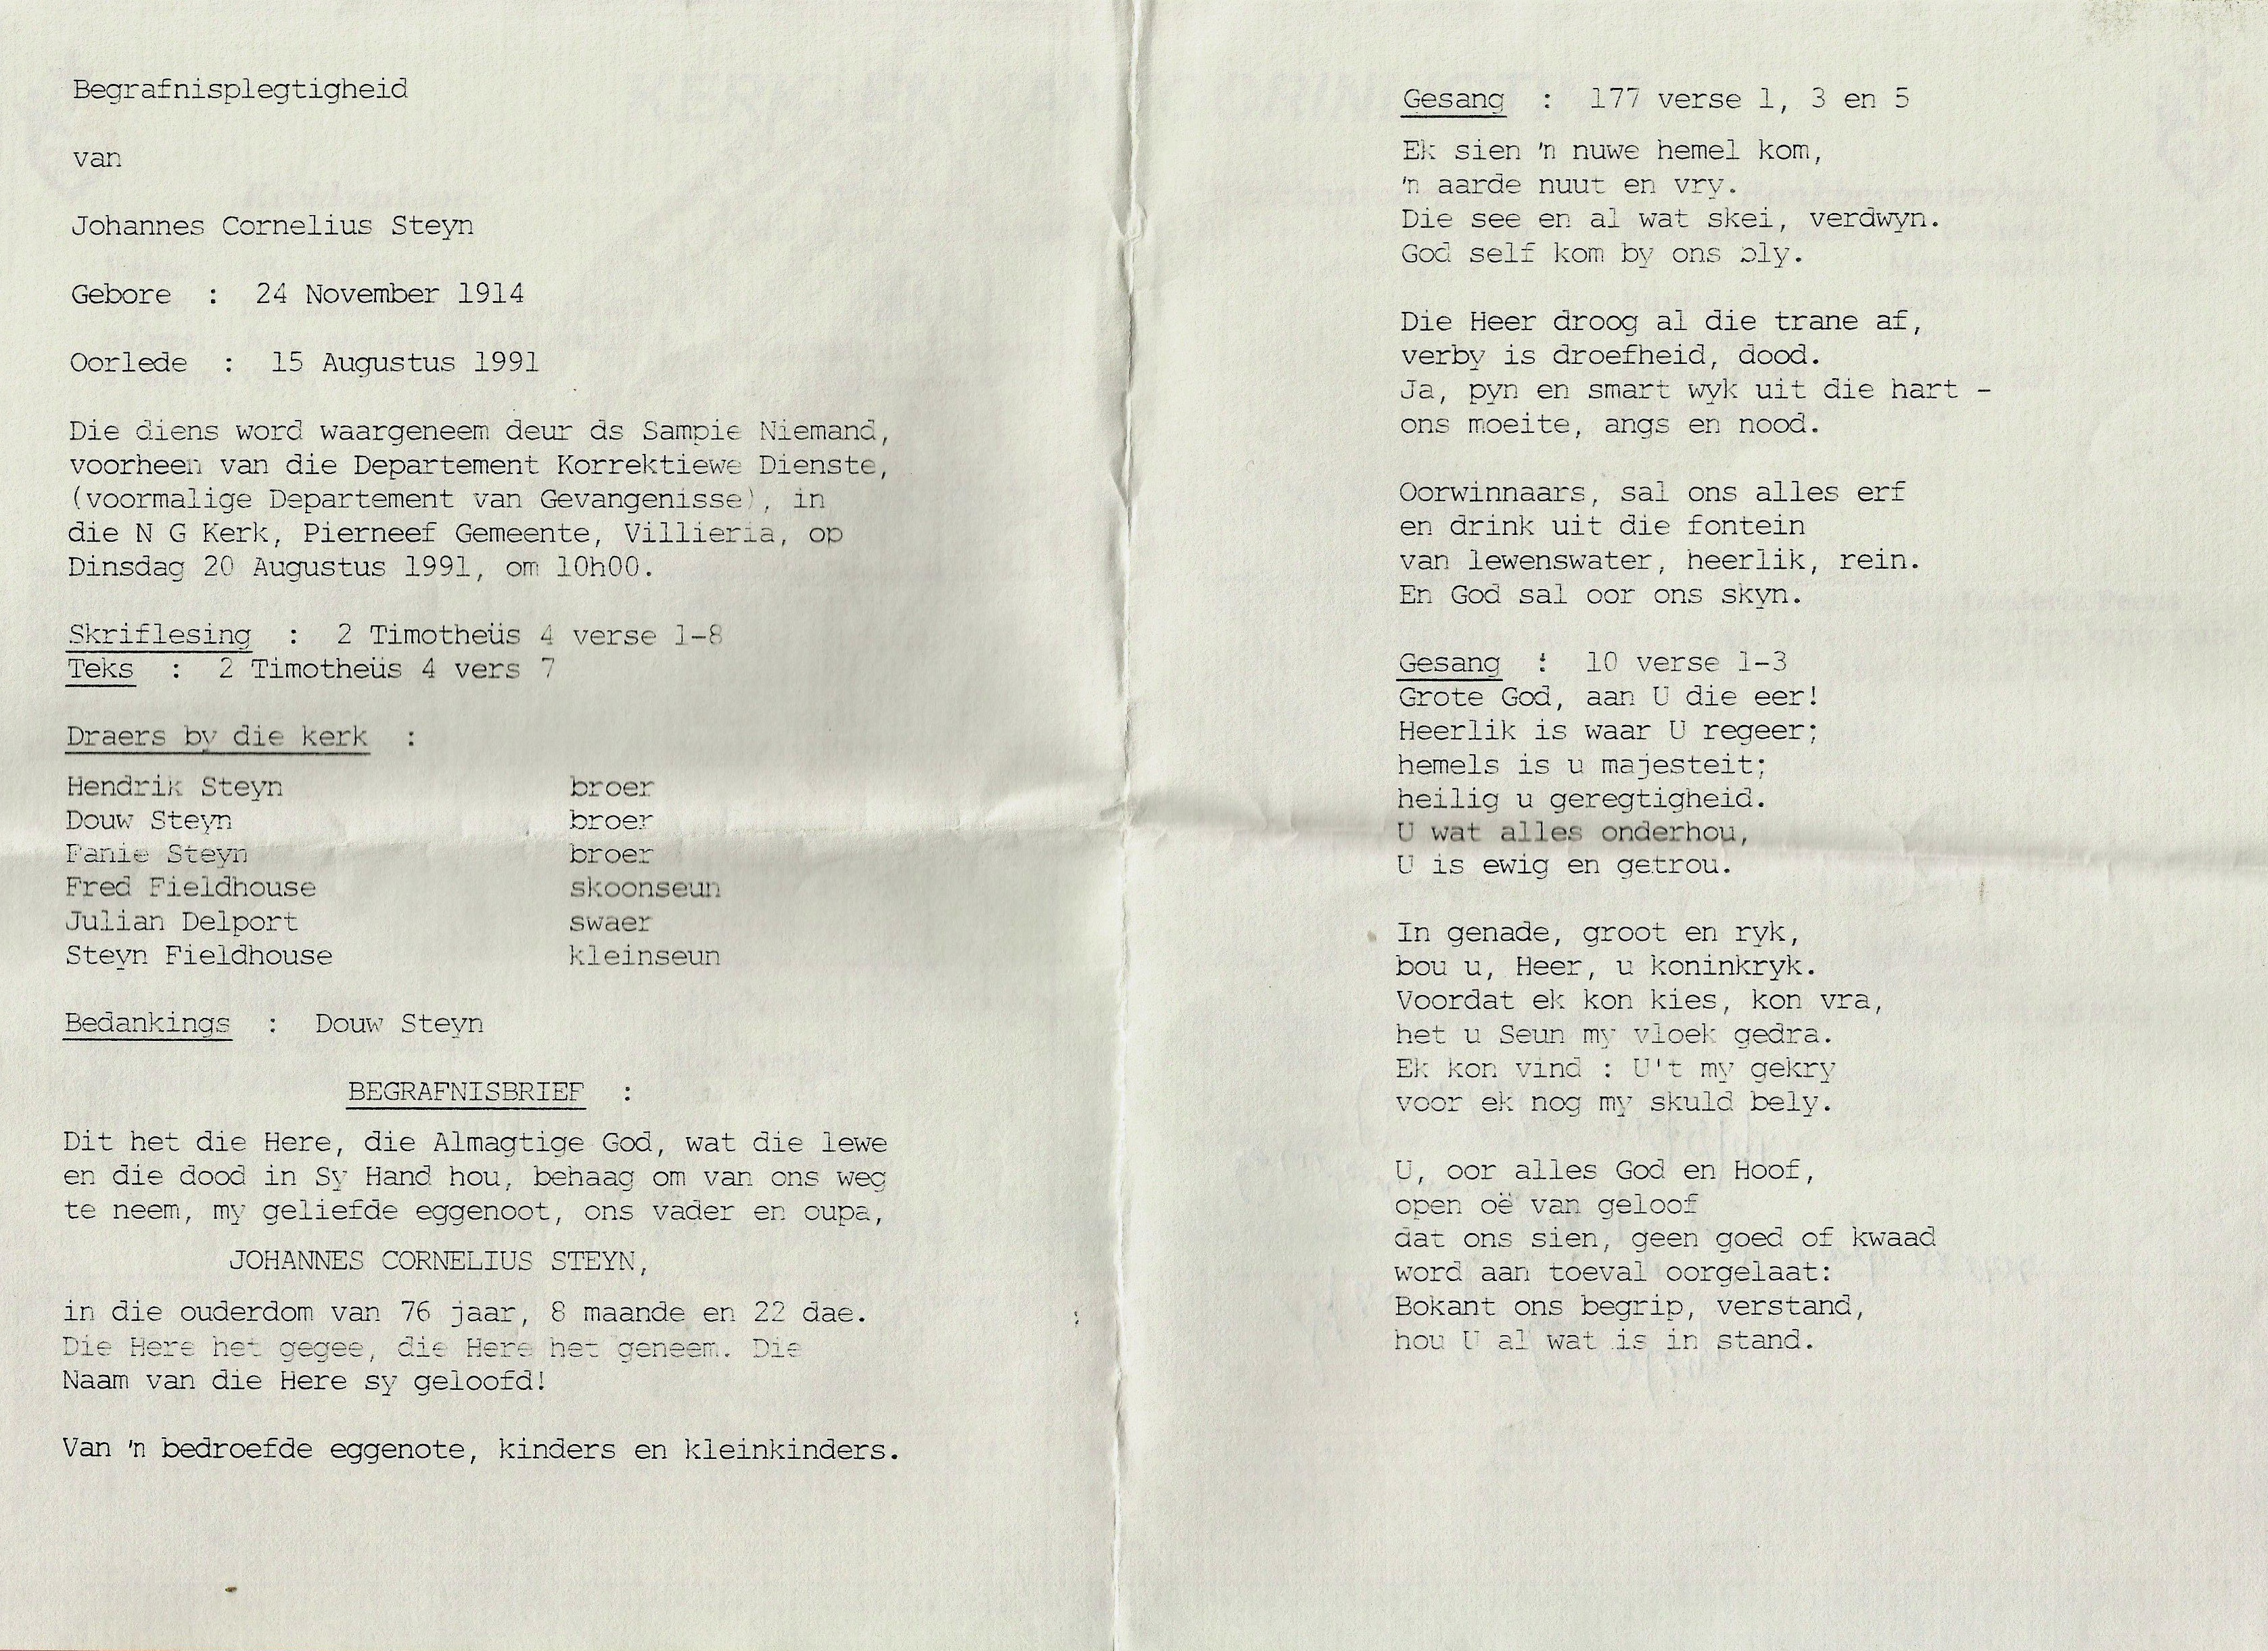 Begrafnisplegtigheid
van
Johannes Cornelius Steyn
Gebore : 24 November 1914
Oorlede : 15 Augustus 1991
Die diens word waargeneem deur ds Sampie Niemand,
voorheen van die Departement Korrektiewe Dienste,
(voormalige Departement van Gevangenisse), in
die N G Kerk, Pierneef Gemeente, Villieria, op
Dinsdag 20 Augustus 1991, om 10h00.
Skriflesing : 2 Timotheüs 4 verse 1-8
Teks : 2 Timotheüs 4 vers 7
Draers by die kerk :
Hendrik Steyn broer
Douw Steyn broer
Fanie Steyn broer
Fred Fieldhouse skoonseun
Julian Delport swaer
Steyn Fieldhouse kleinseun
Bedankings : Douw Steyn
BEGRAFNISBRIEF :
Dit het die Here, die Almagtige God, wat die lewe
en die dood in Sy Hand hou, behaag om van ons weg
te neem, my geliefde eggenoot, ons vader en oupa,
JOHANNES CORNELIUS STEYN,
in die ouderdom van 76 jaar, 8 maande en 22 dae.
Die Here het gegee, die Here het geneem. Die
Naam van die Here sy geloofd!
Van 'n bedroefde eggenote, kinders en kleinkinders.
Gesang : 177 verse 1, 3 en 5
Ek sien 'n nuwe hemel kom,
'n aarde nuut en vry.
Die see en al wat skei, verdwyn.
God self kom by ons bly.
Die Heer droog al die trane af,
verby is droefheid, dood.
Ja, pyn en smart wyk uit die hart -
ons moeite, angs en nood.
Oorwinnaars, sal ons alles erf
en drink uit die fontein
van lewenswater, heerlik, rein.
En God sal oor ons skyn.
Gesang : 10 verse 1-3
Grote God, aan U die eer!
Heerlik is waar U regeer;
hemels is u majesteit;
heilig u geregtigheid.
U wat alles onderhou,
U is ewig en getrou.
In genade, groot en ryk,
bou u, Heer, u koninkryk.
Voordat ek kon kies, kon vra,
het u Seun my vloek gedra.
Ek kon vind : U't my gekry
voor ek nog my skuld bely.
U, oor alles God en Hoof,
open oë van geloof
dat ons sien, geen goed of kwaad
word aan toeval oorgelaat:
Bokant ons begrip, verstand,
hou U al wat is in stand.